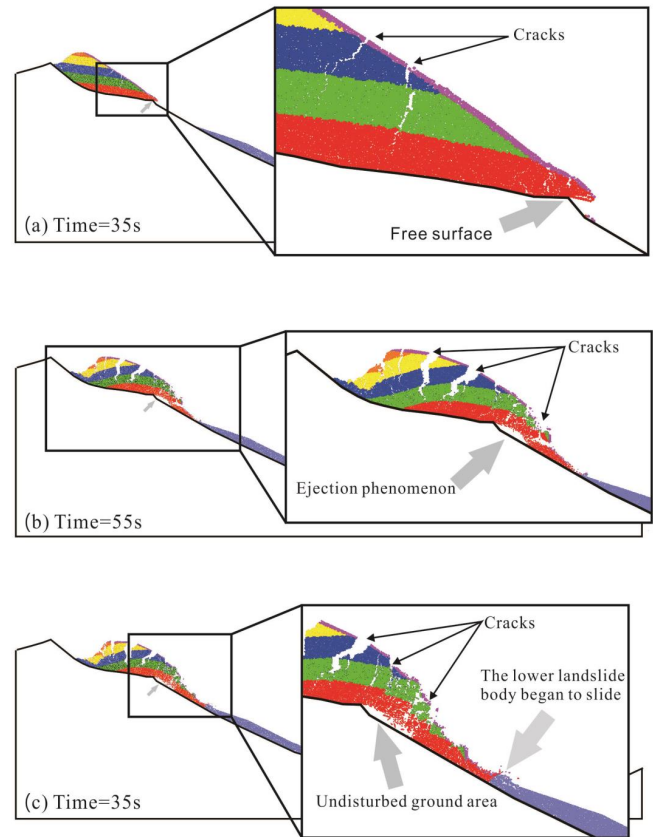 Cracks
Free surface
(a) Time=35s
Cracks
Ejection phenomenon
(b) Time=55s
Cracks
The lower landslide
body began to slide
Undisturbed ground area
(c) Time=35s